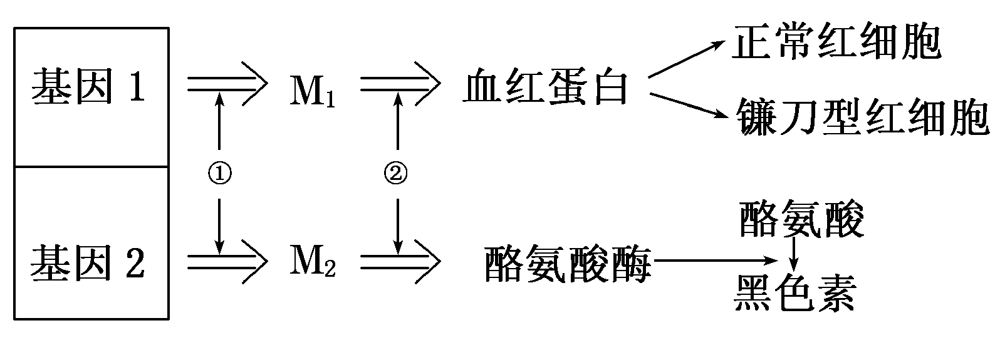 正常红细胞
基因1 M₁ 血红蛋白
镰刀型红细胞
① ②
酪氨酸
基因2 M₂ 酪氨酸酶
黑色素